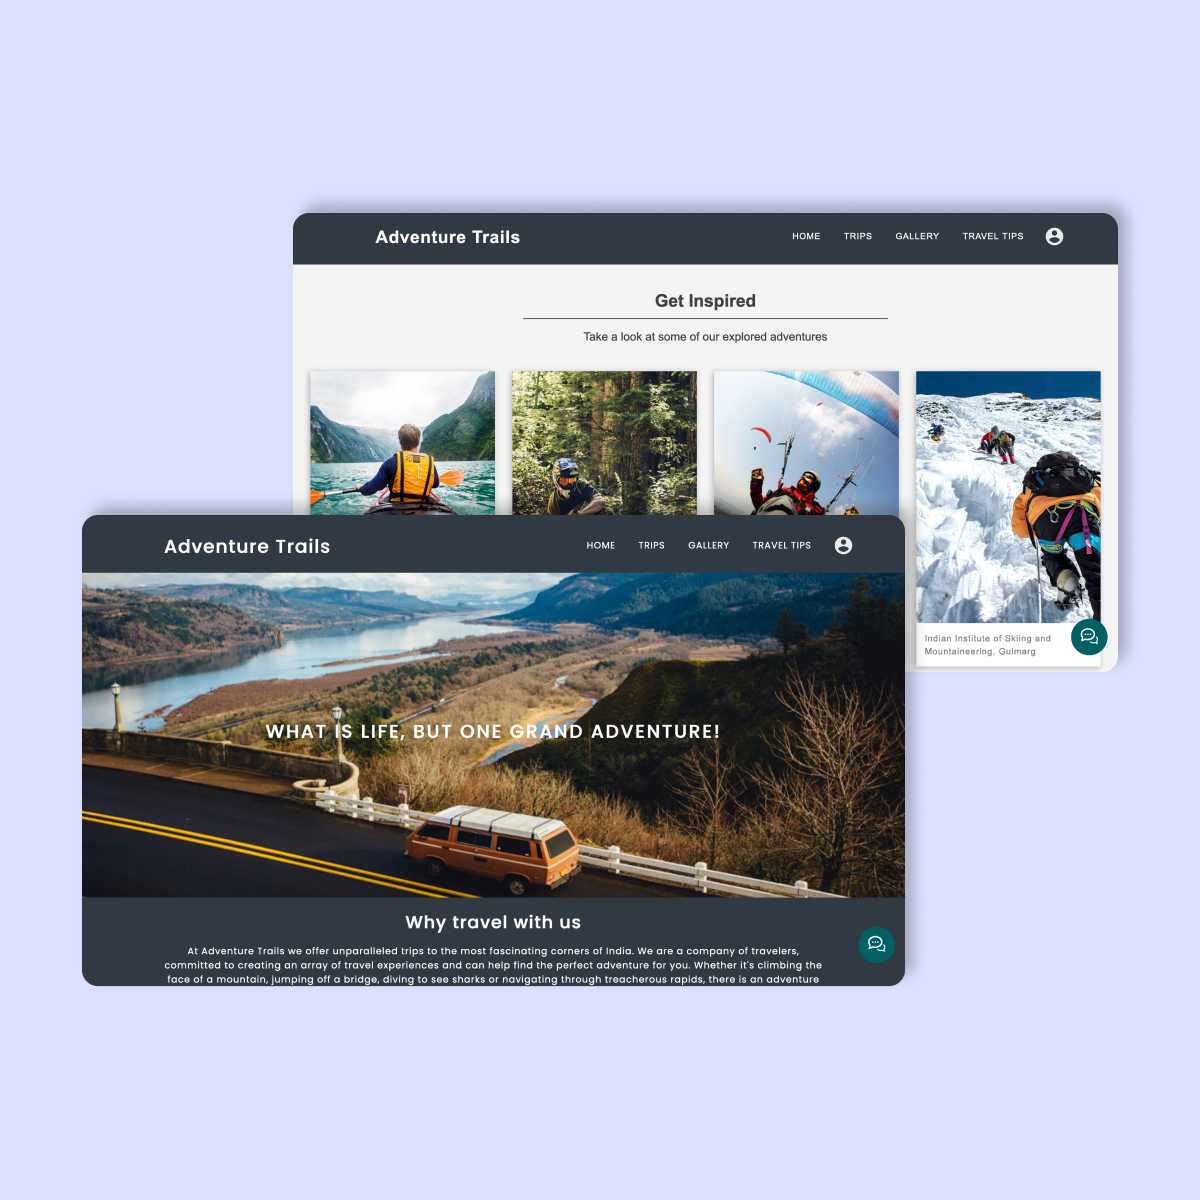 Adventure Trails
HOME TRIPS GALLERY TRAVEL TIPS
Get Inspired
Take a look at some of our explored adventures
Indian Institute of Skiing and
Mountaineering, Gulmarg
Adventure Trails
HOME TRIPS GALLERY TRAVEL TIPS
WHAT IS LIFE, BUT ONE GRAND ADVENTURE!
Why travel with us
At Adventure Trails we offer unparalleled trips to the most fascinating corners of India. We are a company of travelers,
committed to creating an array of travel experiences and can help find the perfect adventure for you. Whether it's climbing the
face of a mountain, jumping off a bridge, diving to see sharks or navigating through treacherous rapids, there is an adventure